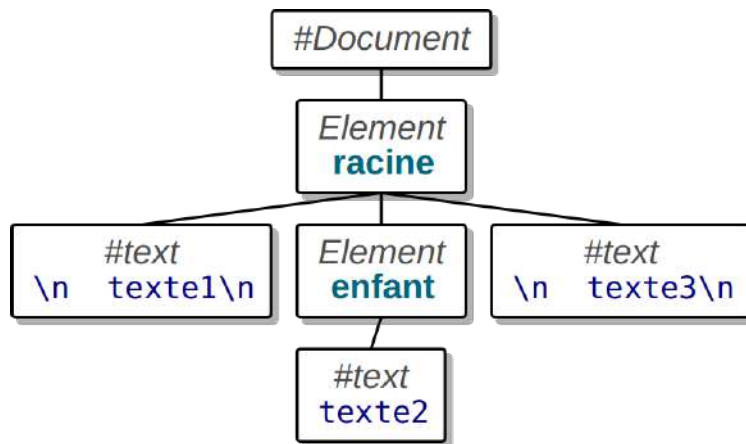 #Document
Element
racine
#text
\n  texte1\n
Element
enfant
#text
\n  texte3\n
#text
texte2